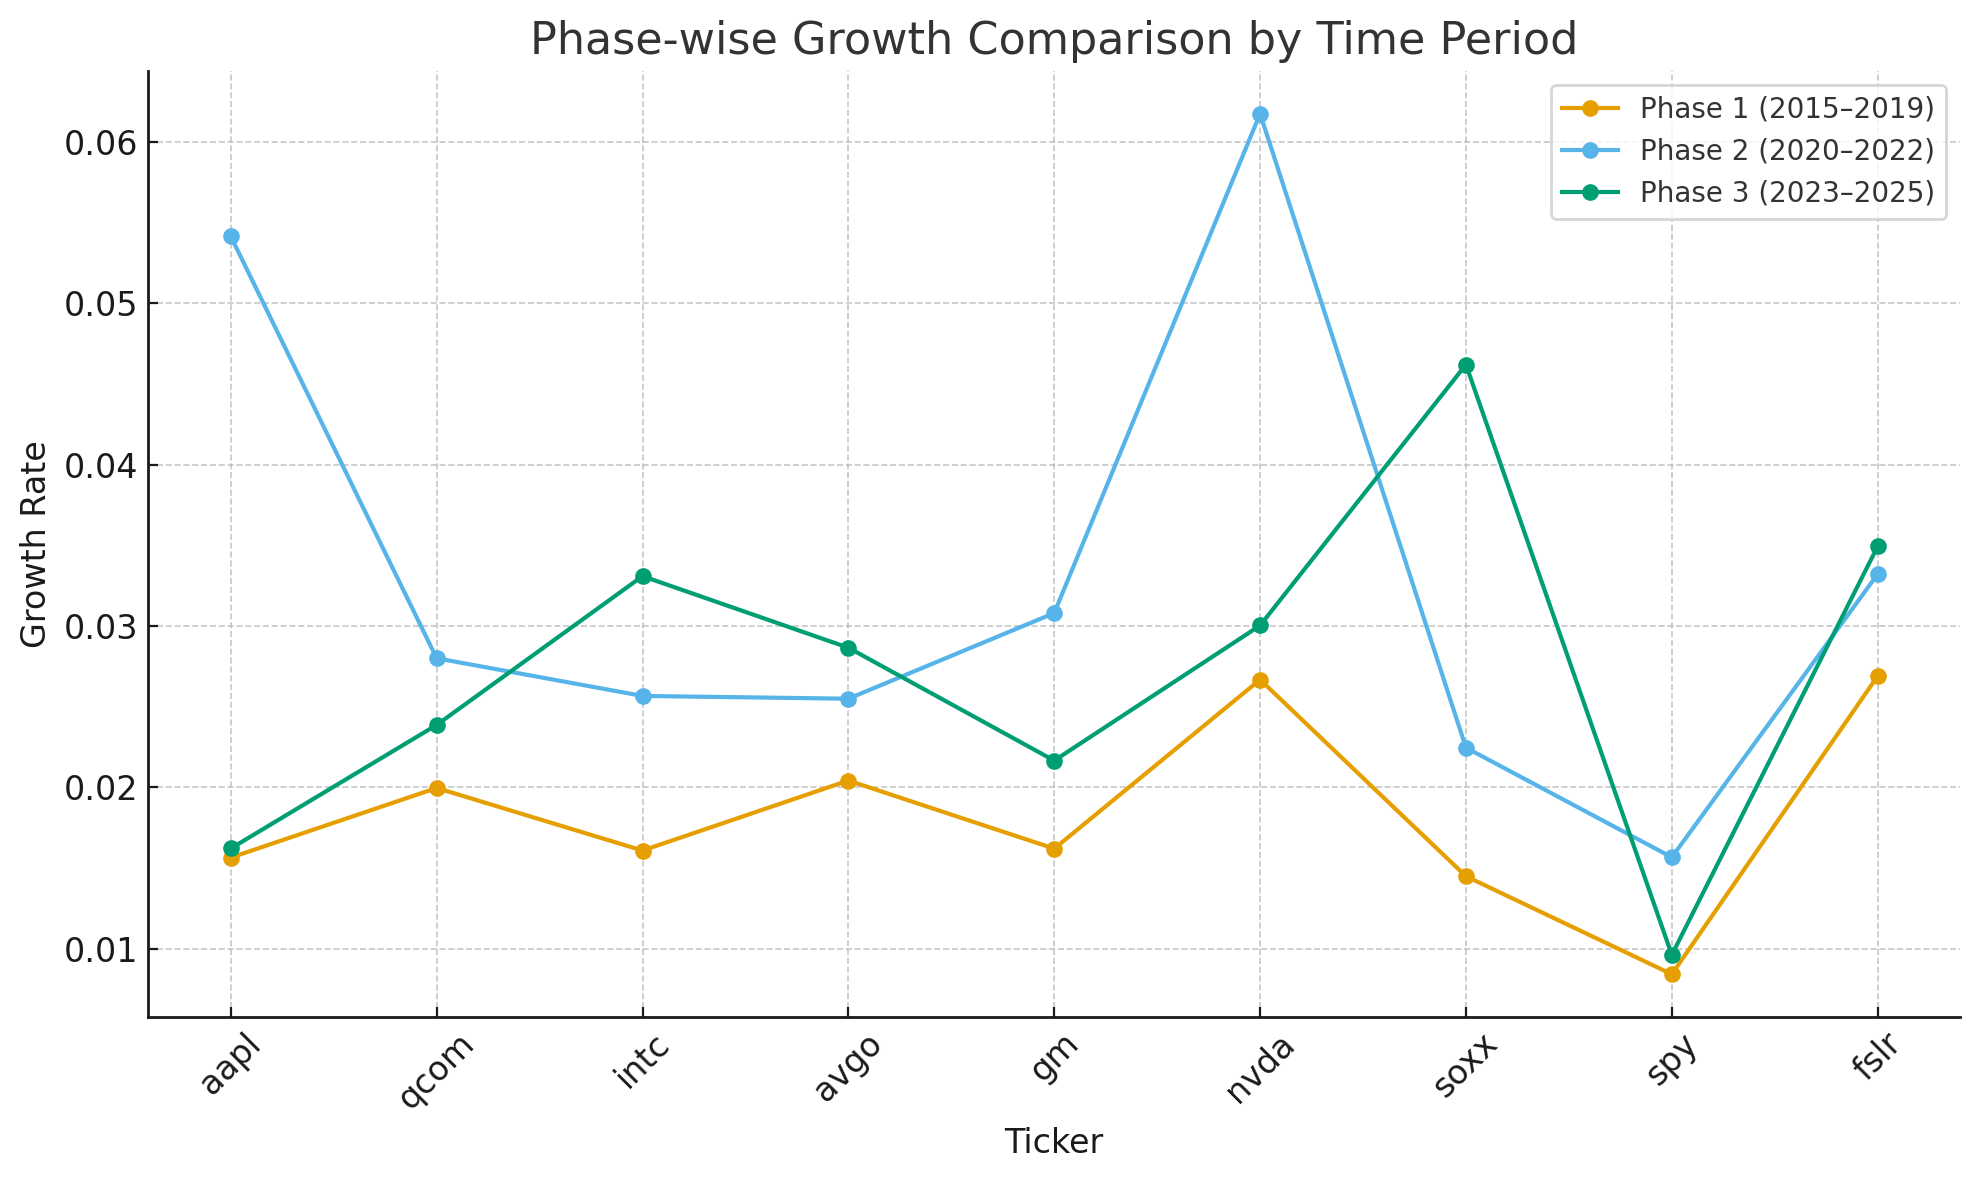 Phase-wise Growth Comparison by Time Period
Phase 1 (2015–2019)
Phase 2 (2020–2022)
Phase 3 (2023–2025)
Growth Rate
0.06
0.05
0.04
0.03
0.02
0.01
aapl
qcom
intc
avgo
gm
nvda
soxx
spy
fslr
Ticker